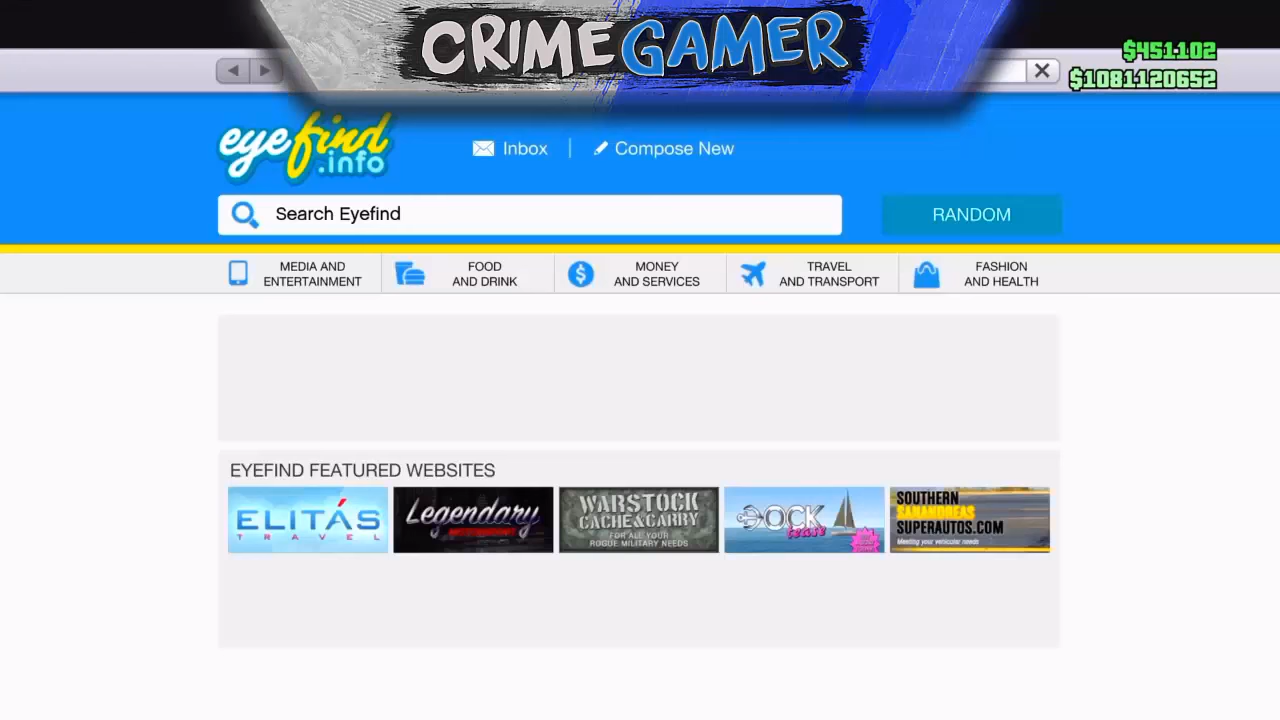 CRIMEGAMER
$451102
$1081120652
eyefind
.info
Inbox
Compose New
Search Eyefind
RANDOM
MEDIA AND
ENTERTAINMENT
FOOD
AND DRINK
MONEY
AND SERVICES
TRAVEL
AND TRANSPORT
FASHION
AND HEALTH
EYEFIND FEATURED WEBSITES
ELITÁS
TRAVEL
Legendary
WARSTOCK
CACHE&CARRY
FOR ALL YOUR
ROGUE MILITARY NEEDS
DOCK
tease
SOUTHERN
SANANDREAS
SUPERAUTOS.COM
Meeting your vehicular needs